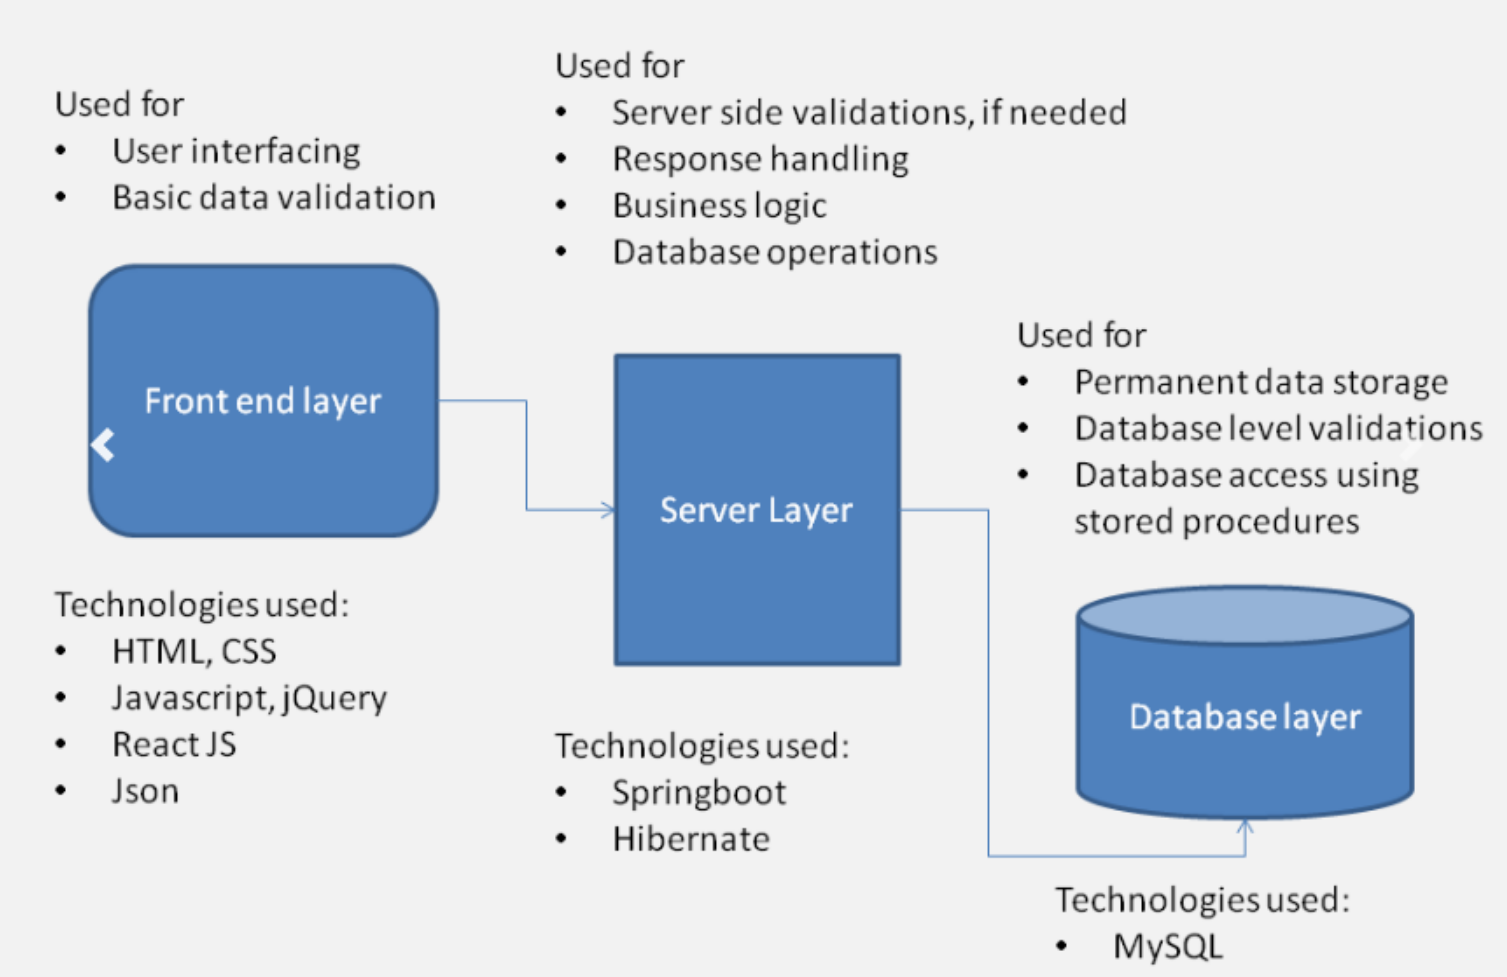 Used for
• User interfacing
• Basic data validation
Front end layer
Technologies used:
• HTML, CSS
• Javascript, jQuery
• React JS
• Json
Used for
• Server side validations, if needed
• Response handling
• Business logic
• Database operations
Server Layer
Technologies used:
• Springboot
• Hibernate
Used for
• Permanent data storage
• Database level validations
• Database access using
stored procedures
Database layer
Technologies used:
• MySQL